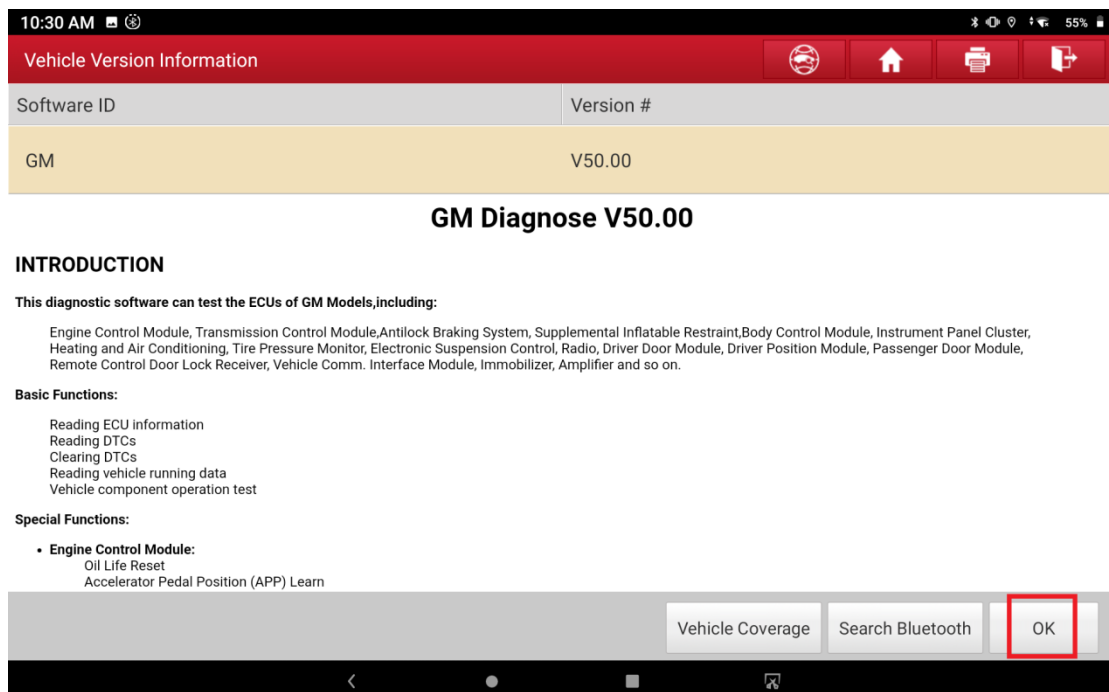 10:30 AM
55%
Vehicle Version Information
Software ID Version #
GM V50.00
GM Diagnose V50.00
INTRODUCTION
This diagnostic software can test the ECUs of GM Models,including:
Engine Control Module, Transmission Control Module,Antilock Braking System, Supplemental Inflatable Restraint,Body Control Module, Instrument Panel Cluster,
Heating and Air Conditioning, Tire Pressure Monitor, Electronic Suspension Control, Radio, Driver Door Module, Driver Position Module, Passenger Door Module,
Remote Control Door Lock Receiver, Vehicle Comm. Interface Module, Immobilizer, Amplifier and so on.
Basic Functions:
Reading ECU information
Reading DTCs
Clearing DTCs
Reading vehicle running data
Vehicle component operation test
Special Functions:
• Engine Control Module:
Oil Life Reset
Accelerator Pedal Position (APP) Learn
Vehicle Coverage Search Bluetooth OK